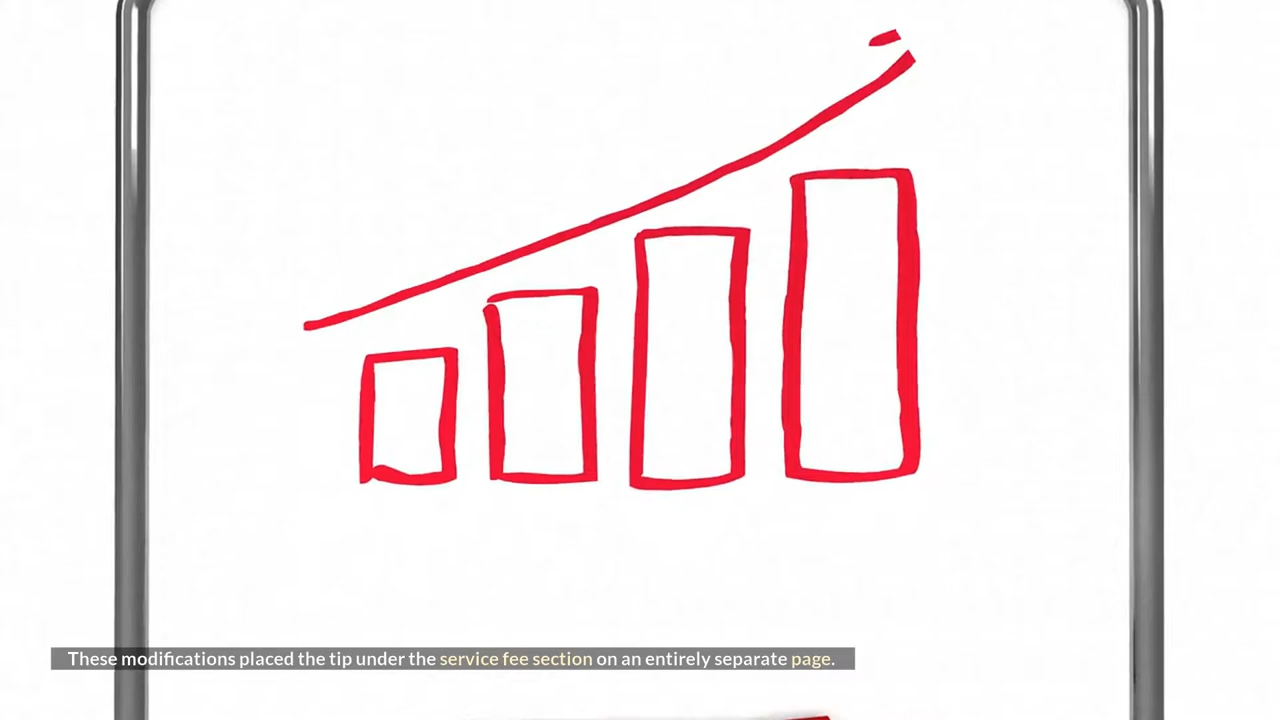 These modifications placed the tip under the service fee section on an entirely separate page.